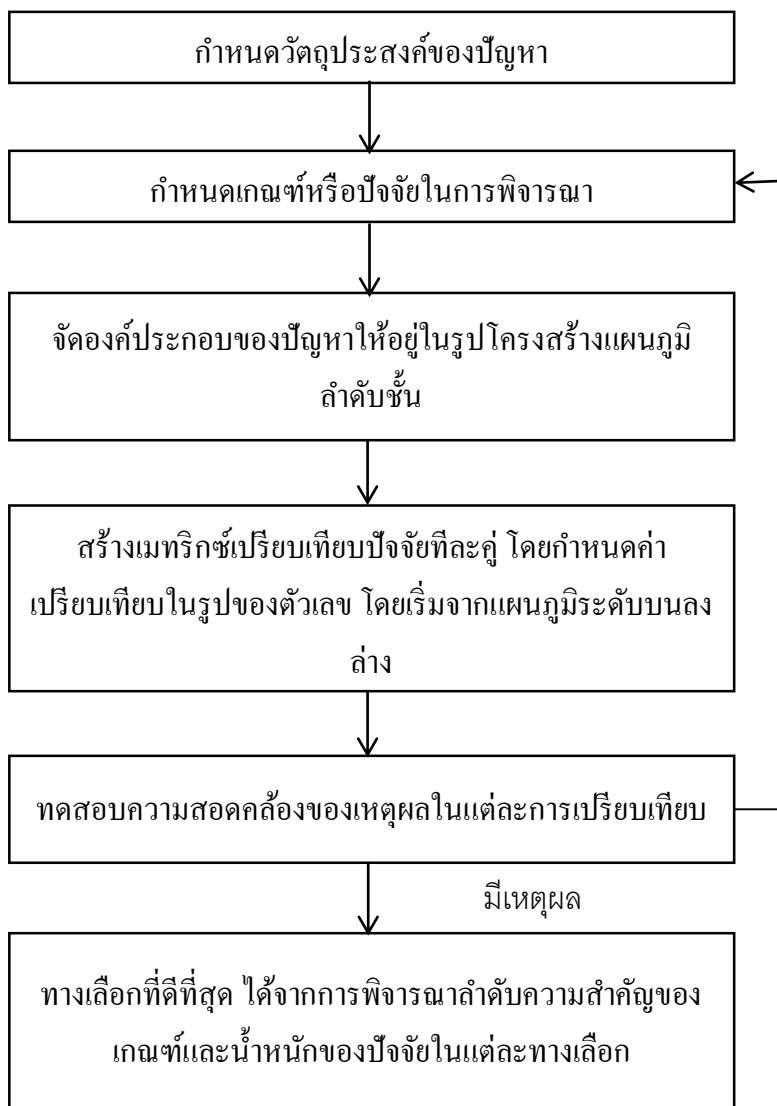 กำหนดวัตถุประสงค์ของปัญหา
กำหนดเกณฑ์หรือปัจจัยในการพิจารณา
จัดองค์ประกอบของปัญหาให้อยู่ในรูปโครงสร้างแผนภูมิ
ลำดับชั้น
สร้างเมทริกซ์เปรียบเทียบปัจจัยทีละคู่ โดยกำหนดค่า
เปรียบเทียบในรูปของตัวเลข โดยเริ่มจากแผนภูมิระดับบนลง
ล่าง
ทดสอบความสอดคล้องของเหตุผลในแต่ละการเปรียบเทียบ
มีเหตุผล
ทางเลือกที่ดีที่สุด ได้จากการพิจารณาลำดับความสำคัญของ
เกณฑ์และน้ำหนักของปัจจัยในแต่ละทางเลือก